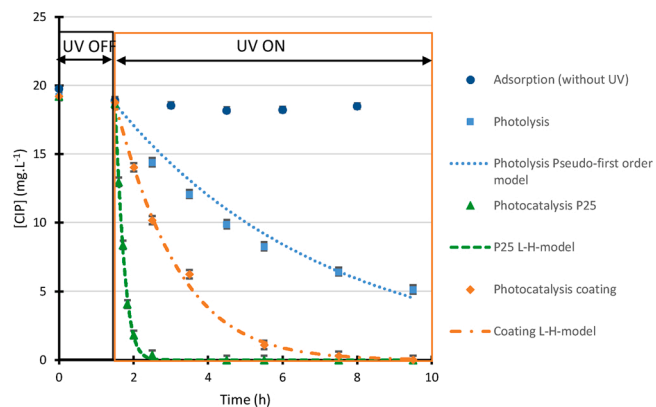 UV OFF
UV ON
25
20
15
10
5
0
[CIP] (mg.L-1)
0
2
4
6
8
10
Time (h)
Adsorption (without UV)
Photolysis
Photolysis Pseudo-first order
model
Photocatalysis P25
P25 L-H-model
Photocatalysis coating
Coating L-H-model